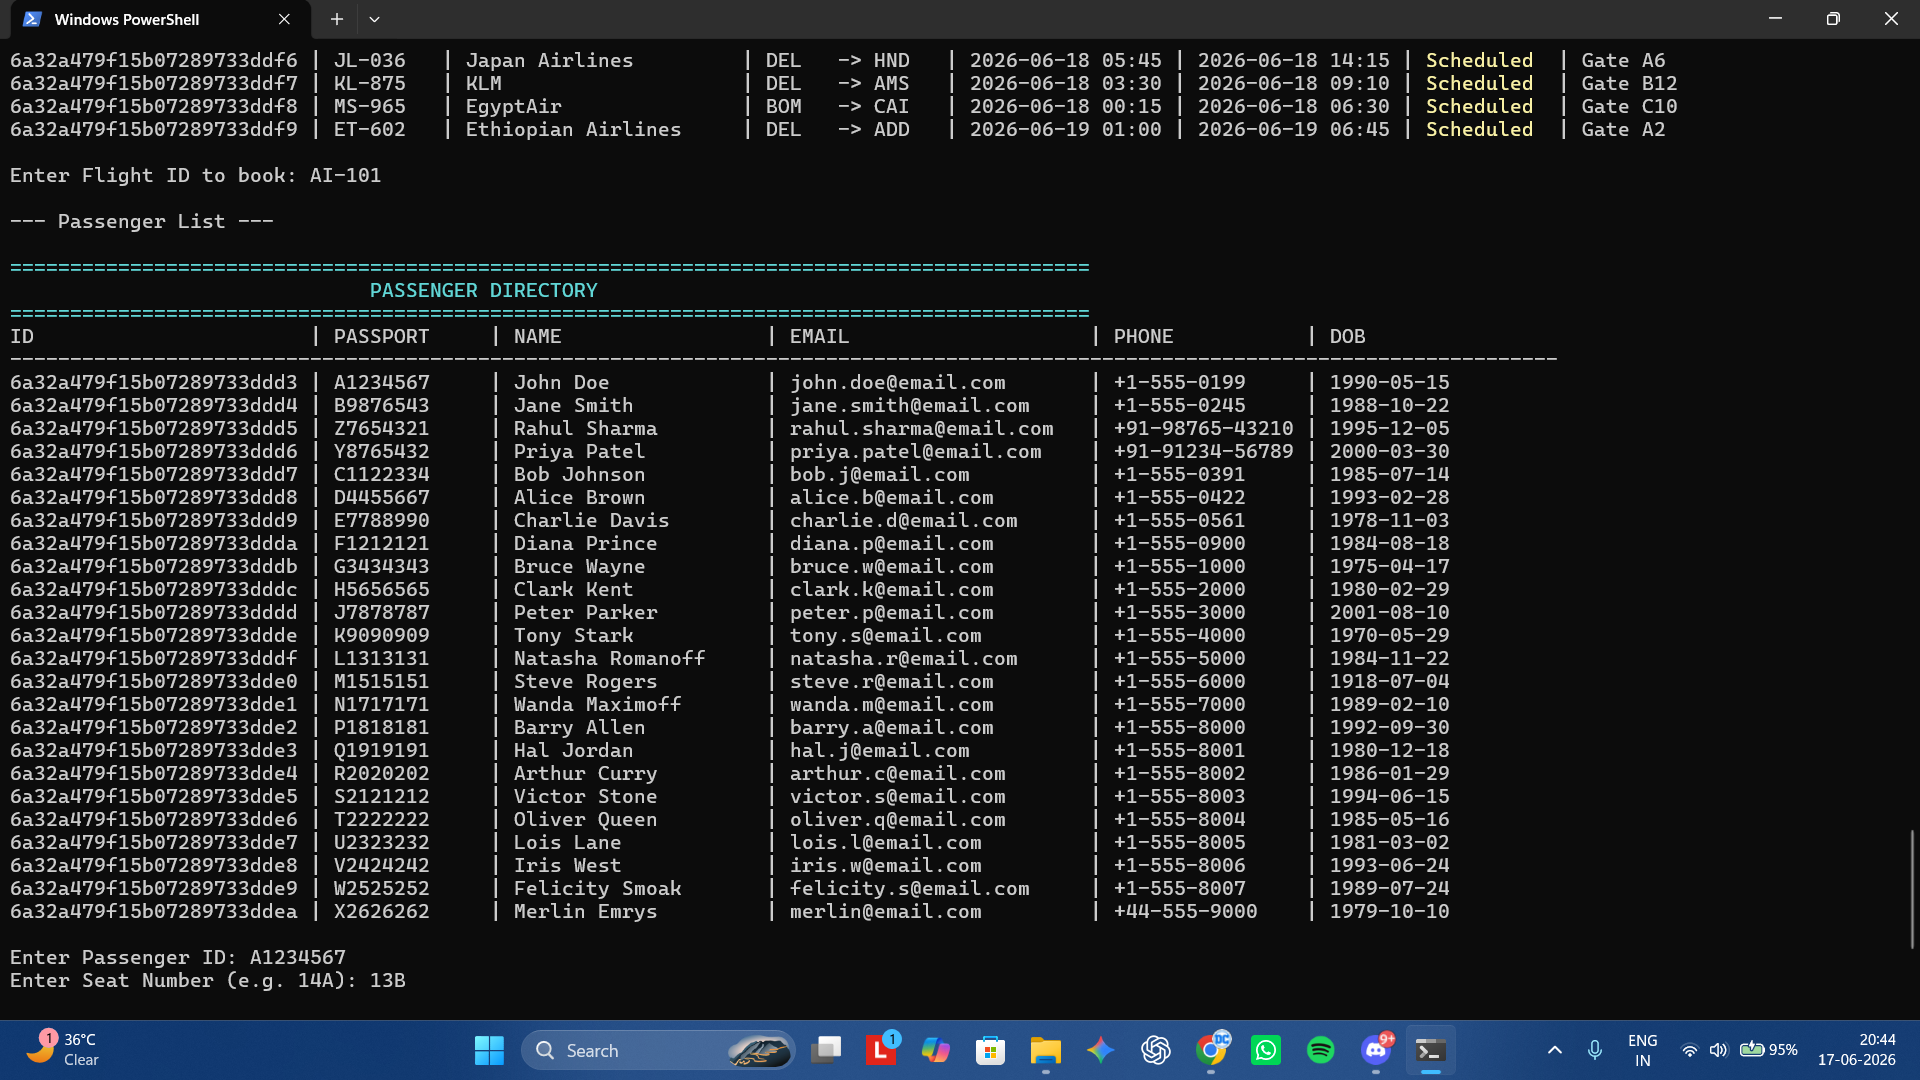 Windows PowerShell
6a32a479f15b07289733ddf6 | JL-036 | Japan Airlines | DEL -> HND | 2026-06-18 05:45 | 2026-06-18 14:15 | Scheduled | Gate A6
6a32a479f15b07289733ddf7 | KL-875 | KLM | DEL -> AMS | 2026-06-18 03:30 | 2026-06-18 09:10 | Scheduled | Gate B12
6a32a479f15b07289733ddf8 | MS-965 | EgyptAir | BOM -> CAI | 2026-06-18 00:15 | 2026-06-18 06:30 | Scheduled | Gate C10
6a32a479f15b07289733ddf9 | ET-602 | Ethiopian Airlines | DEL -> ADD | 2026-06-19 01:00 | 2026-06-19 06:45 | Scheduled | Gate A2
Enter Flight ID to book: AI-101
--- Passenger List ---
==========================================================================================
PASSENGER DIRECTORY
==========================================================================================
ID | PASSPORT | NAME | EMAIL | PHONE | DOB
---------------------------------------------------------------------------------------------------------------------------------
6a32a479f15b07289733ddd3 | A1234567 | John Doe | john.doe@email.com | +1-555-0199 | 1990-05-15
6a32a479f15b07289733ddd4 | B9876543 | Jane Smith | jane.smith@email.com | +1-555-0245 | 1988-10-22
6a32a479f15b07289733ddd5 | Z7654321 | Rahul Sharma | rahul.sharma@email.com | +91-98765-43210 | 1995-12-05
6a32a479f15b07289733ddd6 | Y8765432 | Priya Patel | priya.patel@email.com | +91-91234-56789 | 2000-03-30
6a32a479f15b07289733ddd7 | C1122334 | Bob Johnson | bob.j@email.com | +1-555-0391 | 1985-07-14
6a32a479f15b07289733ddd8 | D4455667 | Alice Brown | alice.b@email.com | +1-555-0422 | 1993-02-28
6a32a479f15b07289733ddd9 | E7788990 | Charlie Davis | charlie.d@email.com | +1-555-0561 | 1978-11-03
6a32a479f15b07289733ddda | F1212121 | Diana Prince | diana.p@email.com | +1-555-0900 | 1984-08-18
6a32a479f15b07289733dddb | G3434343 | Bruce Wayne | bruce.w@email.com | +1-555-1000 | 1975-04-17
6a32a479f15b07289733dddc | H5656565 | Clark Kent | clark.k@email.com | +1-555-2000 | 1980-02-29
6a32a479f15b07289733dddd | J7878787 | Peter Parker | peter.p@email.com | +1-555-3000 | 2001-08-10
6a32a479f15b07289733ddde | K9090909 | Tony Stark | tony.s@email.com | +1-555-4000 | 1970-05-29
6a32a479f15b07289733dddf | L1313131 | Natasha Romanoff | natasha.r@email.com | +1-555-5000 | 1984-11-22
6a32a479f15b07289733dde0 | M1515151 | Steve Rogers | steve.r@email.com | +1-555-6000 | 1918-07-04
6a32a479f15b07289733dde1 | N1717171 | Wanda Maximoff | wanda.m@email.com | +1-555-7000 | 1989-02-10
6a32a479f15b07289733dde2 | P1818181 | Barry Allen | barry.a@email.com | +1-555-8000 | 1992-09-30
6a32a479f15b07289733dde3 | Q1919191 | Hal Jordan | hal.j@email.com | +1-555-8001 | 1980-12-18
6a32a479f15b07289733dde4 | R2020202 | Arthur Curry | arthur.c@email.com | +1-555-8002 | 1986-01-29
6a32a479f15b07289733dde5 | S2121212 | Victor Stone | victor.s@email.com | +1-555-8003 | 1994-06-15
6a32a479f15b07289733dde6 | T2222222 | Oliver Queen | oliver.q@email.com | +1-555-8004 | 1985-05-16
6a32a479f15b07289733dde7 | U2323232 | Lois Lane | lois.l@email.com | +1-555-8005 | 1981-03-02
6a32a479f15b07289733dde8 | V2424242 | Iris West | iris.w@email.com | +1-555-8006 | 1993-06-24
6a32a479f15b07289733dde9 | W2525252 | Felicity Smoak | felicity.s@email.com | +1-555-8007 | 1989-07-24
6a32a479f15b07289733ddea | X2626262 | Merlin Emrys | merlin@email.com | +44-555-9000 | 1979-10-10
Enter Passenger ID: A1234567
Enter Seat Number (e.g. 14A): 13B
1 36°C
Clear
Search
L 1
DC
9+
ENG
IN
95%
20:44
17-06-2026